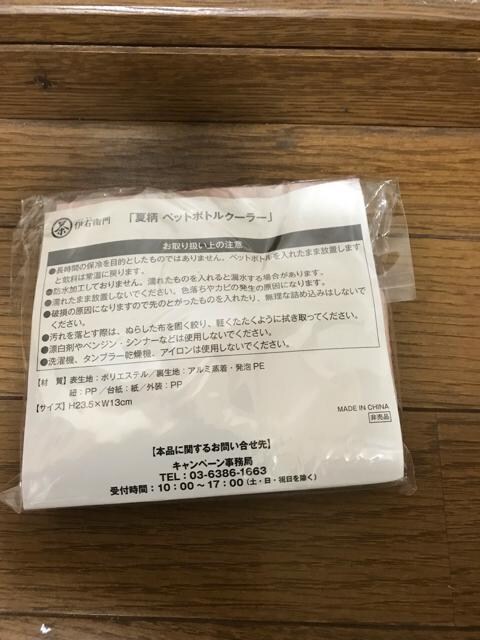 茶 伊右衛門 「夏柄 ペットボトルクーラー」
お取り扱い上の注意
●長時間の保冷を目的としたものではありません。ペットボトルを入れたまま放置します
と飲料は常温に戻ります。
●防水加工しておりません。濡れたものを入れると漏水する場合があります。
●濡れたまま放置しないでください。色落ちやカビの発生の原因になります。
●破損の原因になりますので先のとがったものを入れたり、無理な詰め込みはしないで
ください。
●汚れを落とす際は、ぬらした布を固く絞り、軽くたたくように拭き取ってください。
●漂白剤やベンジン・シンナーなどは使用しないでください。
●洗濯機、タンブラー乾燥機、アイロンは使用しないでください。
【材 質】表生地:ポリエステル/裏生地:アルミ蒸着・発泡PE
紐:PP/台紙:紙/外装:PP
【サイズ】H23.5×W13cm
MADE IN CHINA
非売品
【本品に関するお問い合せ先】
キャンペーン事務局
TEL:03-6386-1663
受付時間:10:00~17:00(土・日・祝日を除く)